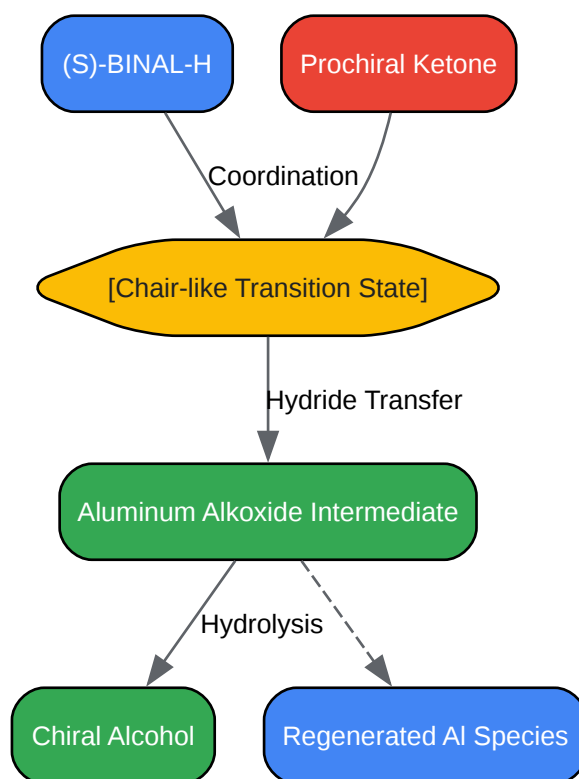 (S)-BINAL-H
Prochiral Ketone
Coordination
[Chair-like Transition State]
Hydride Transfer
Aluminum Alkoxide Intermediate
Hydrolysis
Chiral Alcohol
Regenerated Al Species